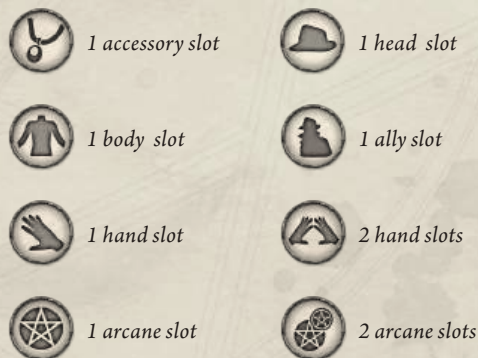 1 accessory slot
1 head slot
1 body slot
1 ally slot
1 hand slot
2 hand slots
1 arcane slot
2 arcane slots